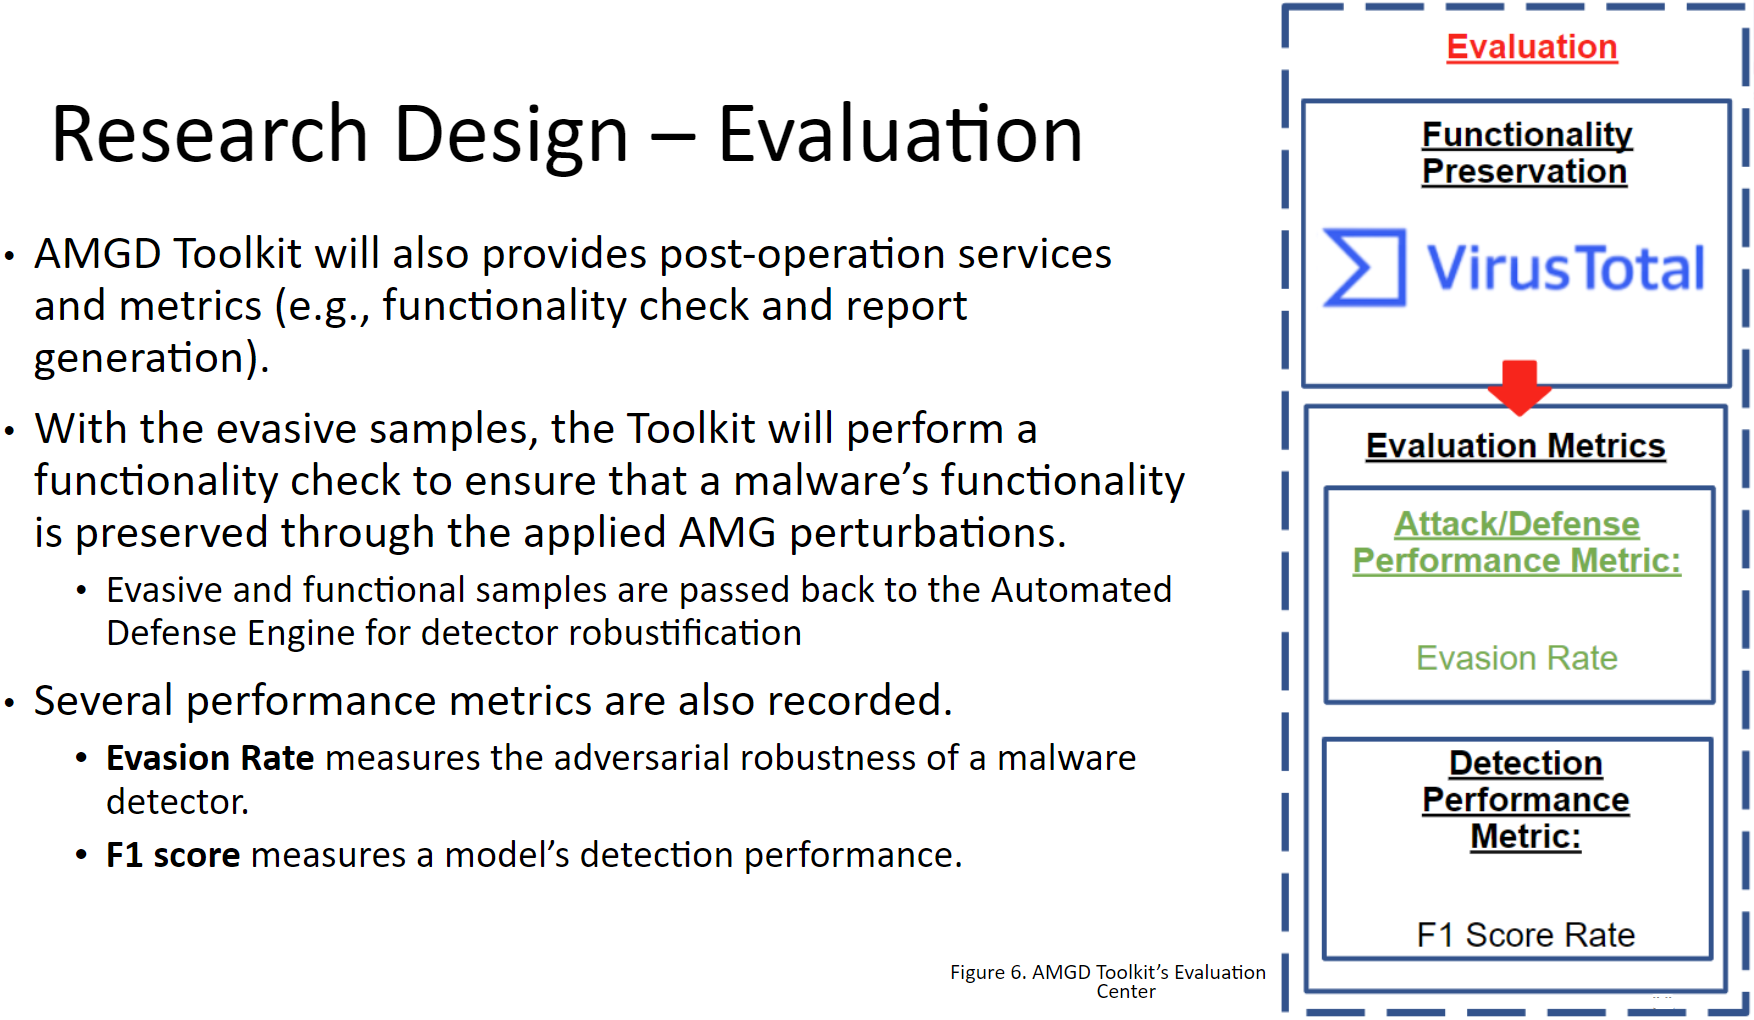 Research Design – Evaluation
• AMGD Toolkit will also provides post-operation services
and metrics (e.g., functionality check and report
generation).
• With the evasive samples, the Toolkit will perform a
functionality check to ensure that a malware’s functionality
is preserved through the applied AMG perturbations.
• Evasive and functional samples are passed back to the Automated
Defense Engine for detector robustification
• Several performance metrics are also recorded.
• Evasion Rate measures the adversarial robustness of a malware
detector.
• F1 score measures a model’s detection performance.
Figure 6. AMGD Toolkit’s Evaluation
Center
Evaluation
Functionality
Preservation
VirusTotal
Evaluation Metrics
Attack/Defense
Performance Metric:
Evasion Rate
Detection
Performance
Metric:
F1 Score Rate